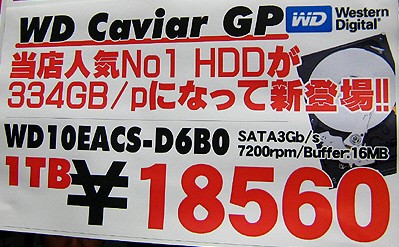 WD Caviar GP
WD Western Digital®
当店人気No1 HDDが
334GB/pになって新登場!!
WD10EACS-D6B0
SATA3Gb/s
7200rpm/Buffer:16MB
1TB ¥18560